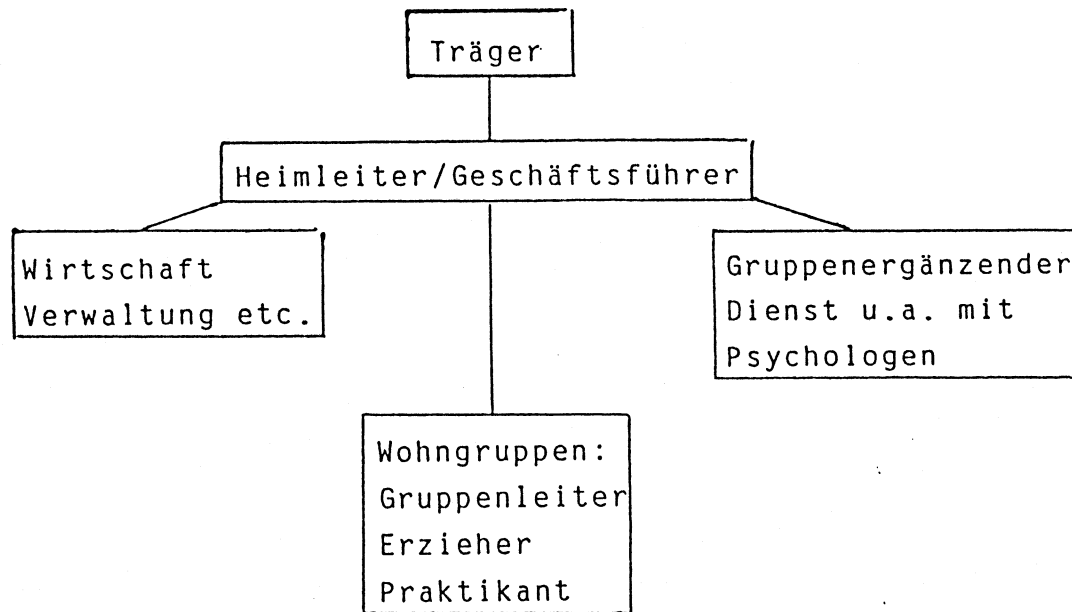 Träger
Heimleiter/Geschäftsführer
Wirtschaft
Verwaltung etc.
Gruppenergänzender
Dienst u.a. mit
Psychologen
Wohngruppen:
Gruppenleiter
Erzieher
Praktikant